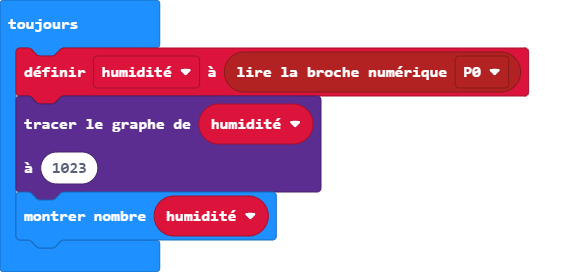 toujours
définir humidité à lire la broche numérique P0
tracer le graphe de humidité
à 1023
montrer nombre humidité